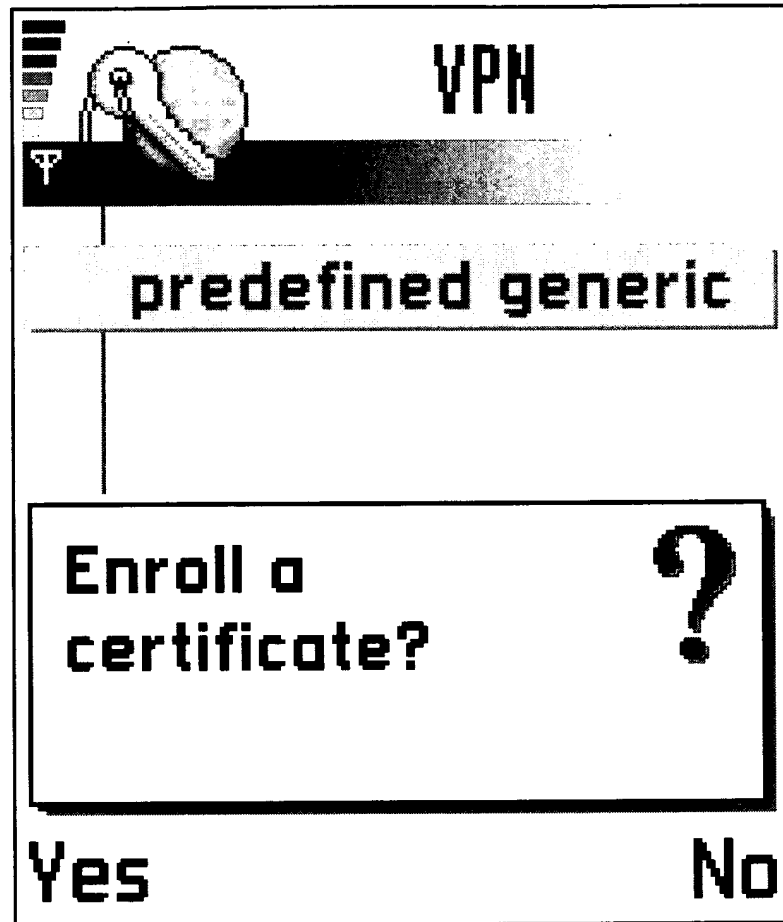 VPN
predefined generic
Enroll a
certificate?
Yes
No